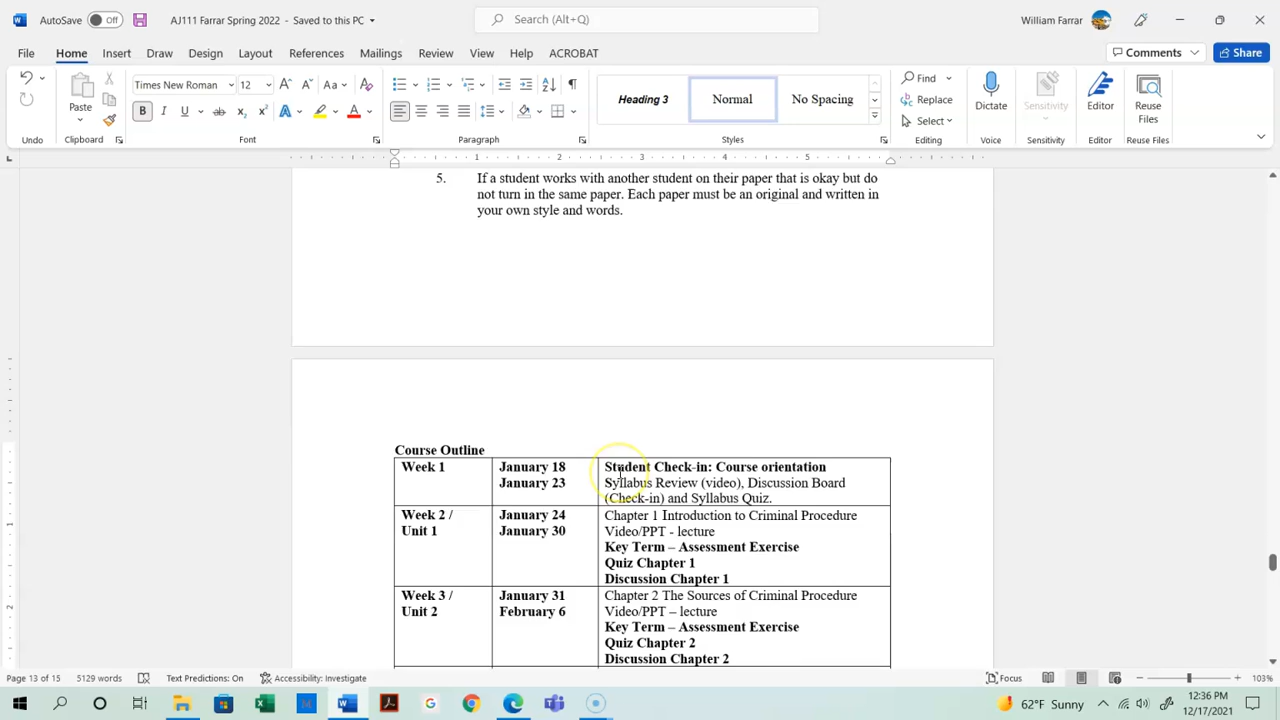 AutoSave Off AJ111 Farrar Spring 2022 - Saved to this PC Search (Alt+Q) William Farrar
File Home Insert Draw Design Layout References Mailings Review View Help ACROBAT Comments Share
Times New Roman 12 Aa Heading 3 Normal No Spacing Find
Paste Replace Dictate Sensitivity Editor Reuse Files
B I U ab x2 x2 A A Select
Undo Clipboard Font Paragraph Styles Editing Voice Sensitivity Editor Reuse Files
1 2 3 4 5
5. If a student works with another student on their paper that is okay but do
not turn in the same paper. Each paper must be an original and written in
your own style and words.
Course Outline
Week 1 January 18 Student Check-in: Course orientation
January 23 Syllabus Review (video), Discussion Board
(Check-in) and Syllabus Quiz.
Week 2 / January 24 Chapter 1 Introduction to Criminal Procedure
Unit 1 January 30 Video/PPT - lecture
Key Term – Assessment Exercise
Quiz Chapter 1
Discussion Chapter 1
Week 3 / January 31 Chapter 2 The Sources of Criminal Procedure
Unit 2 February 6 Video/PPT – lecture
Key Term – Assessment Exercise
Quiz Chapter 2
Discussion Chapter 2
Page 13 of 15 5129 words Text Predictions: On Accessibility: Investigate Focus 103%
62°F Sunny 12:36 PM
12/17/2021